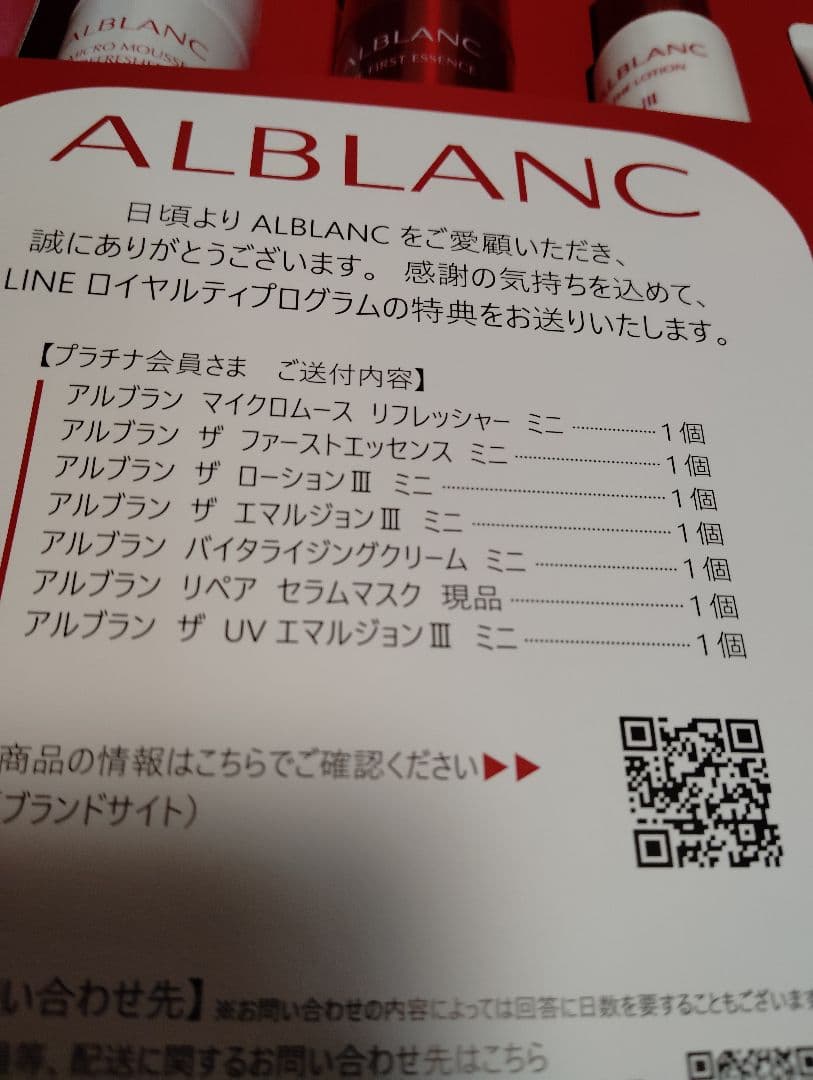 ALBLANC
MICRO MOUSSE
ALBLANC
FIRST ESSENCE
ALBLANC
LOTION
III
ALBLANC
日頃より ALBLANC をご愛顧いただき、
誠にありがとうございます。 感謝の気持ちを込めて、
LINE ロイヤルティプログラムの特典をお送りいたします。
【プラチナ会員さま　ご送付内容】
アルブラン マイクロムース リフレッシャー ミニ ……………1個
アルブラン ザ ファーストエッセンス ミニ ……………1個
アルブラン ザ ローションⅢ ミニ ……………1個
アルブラン ザ エマルジョンⅢ ミニ ……………1個
アルブラン バイタライジングクリーム ミニ ……………1個
アルブラン リペア セラムマスク 現品 ……………1個
アルブラン ザ UV エマルジョンⅢ ミニ ……………1個
商品の情報はこちらでご確認ください▶▶
（ブランドサイト）
い合わせ先】※お問い合わせの内容によっては回答に日数を要することもございます
等、配送に関するお問い合わせ先はこちら